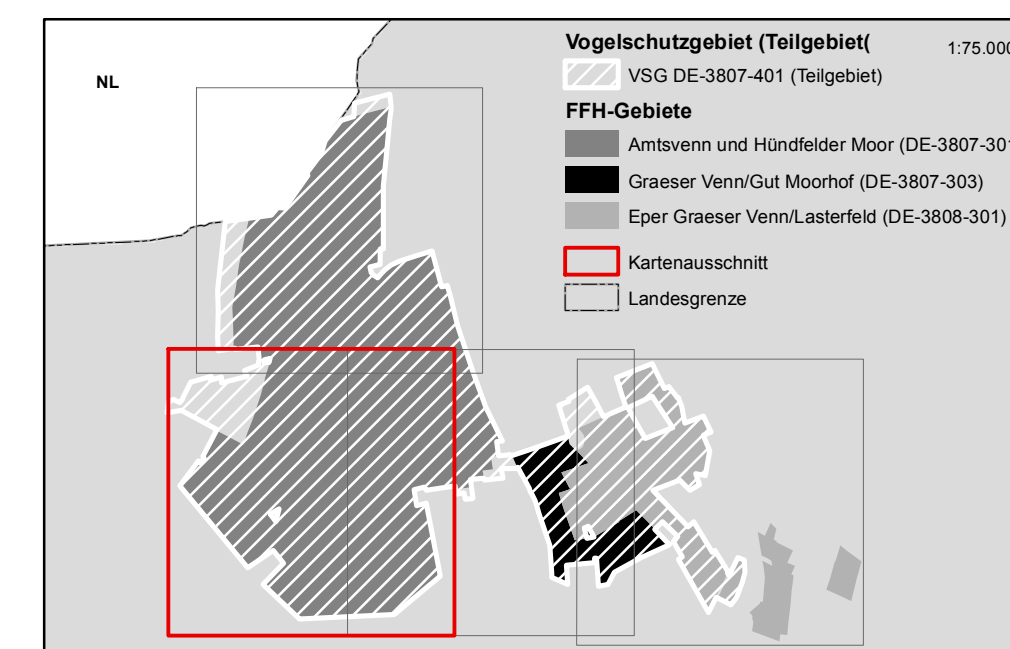 Vogelschutzgebiet (Teilgebiet(
1:75.000
NL
VSG DE-3807-401 (Teilgebiet)
FFH-Gebiete
Amtsvenn und Hündfelder Moor (DE-3807-301
Graeser Venn/Gut Moorhof (DE-3807-303)
Eper Graeser Venn/Lasterfeld (DE-3808-301)
Kartenausschnitt
Landesgrenze